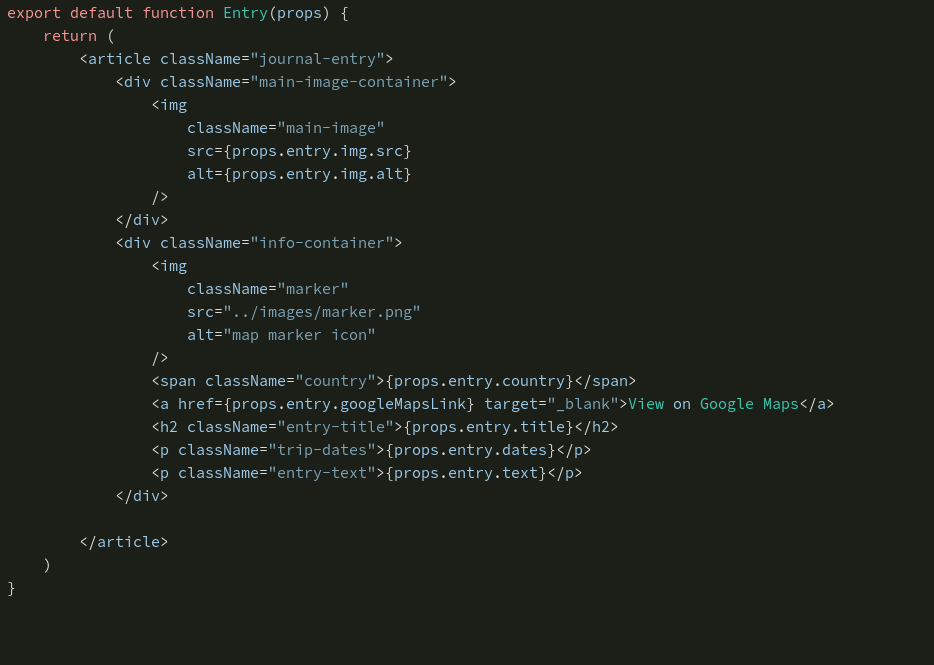 export default function Entry(props) {
    return (
        <article className="journal-entry">
            <div className="main-image-container">
                <img
                    className="main-image"
                    src={props.entry.img.src}
                    alt={props.entry.img.alt}
                />
            </div>
            <div className="info-container">
                <img
                    className="marker"
                    src="../images/marker.png"
                    alt="map marker icon"
                />
                <span className="country">{props.entry.country}</span>
                <a href={props.entry.googleMapsLink} target="_blank">View on Google Maps</a>
                <h2 className="entry-title">{props.entry.title}</h2>
                <p className="trip-dates">{props.entry.dates}</p>
                <p className="entry-text">{props.entry.text}</p>
            </div>

        </article>
    )
}